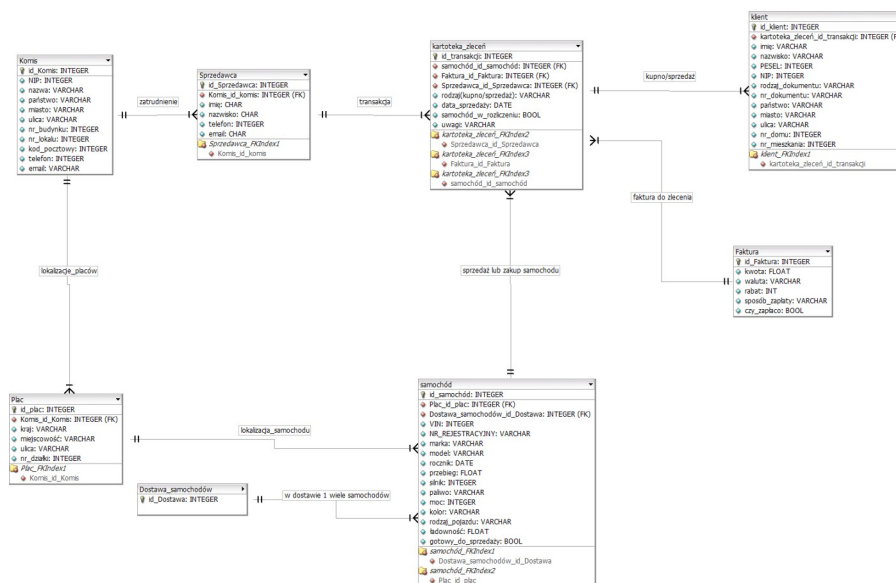 Komis
id_Komis: INTEGER
NIP: INTEGER
nazwa: VARCHAR
państwo: VARCHAR
miasto: VARCHAR
ulica: VARCHAR
nr_budynku: INTEGER
nr_lokalu: INTEGER
kod_pocztowy: INTEGER
telefon: INTEGER
email: VARCHAR
zatrudnienie
Sprzedawca
id_Sprzedawca: INTEGER
Komis_id_komis: INTEGER (FK)
imię: CHAR
nazwisko: CHAR
telefon: INTEGER
email: CHAR
Sprzedawca_FKIndex1
Komis_id_komis
transakcja
kartoteka_zleceń
id_transakcji: INTEGER
samochód_id_samochód: INTEGER (FK)
Faktura_id_Faktura: INTEGER (FK)
Sprzedawca_id_Sprzedawca: INTEGER (FK)
rodzaj(kupno/sprzedaż): VARCHAR
data_sprzedaży: DATE
samochód_w_rozliczeniu: BOOL
uwagi: VARCHAR
kartoteka_zleceń_FKIndex2
Sprzedawca_id_Sprzedawca
kartoteka_zleceń_FKIndex3
Faktura_id_Faktura
kartoteka_zleceń_FKIndex3
samochód_id_samochód
kupno/sprzedaż
klient
id_klient: INTEGER
kartoteka_zleceń_id_transakcji: INTEGER (F
imię: VARCHAR
nazwisko: VARCHAR
PESEL: INTEGER
NIP: INTEGER
rodzaj_dokumentu: VARCHAR
nr_dokumentu: VARCHAR
państwo: VARCHAR
miasto: VARCHAR
ulica: VARCHAR
nr_domu: INTEGER
nr_mieszkania: INTEGER
klient_FKIndex1
kartoteka_zleceń_id_transakcji
faktura do zlecenia
Faktura
id_Faktura: INTEGER
kwota: FLOAT
waluta: VARCHAR
rabat: INT
sposób_zapłaty: VARCHAR
czy_zapłaco: BOOL
lokalizacje_placów
sprzedaż lub zakup samochodu
Plac
id_plac: INTEGER
Komis_id_Komis: INTEGER (FK)
kraj: VARCHAR
miejscowość: VARCHAR
ulica: VARCHAR
nr_działki: INTEGER
Plac_FKIndex1
Komis_id_Komis
lokalizacja_samochodu
Dostawa_samochodów
id_Dostawa: INTEGER
w dostawie 1 wiele samochodów
samochód
id_samochód: INTEGER
Plac_id_plac: INTEGER (FK)
Dostawa_samochodów_id_Dostawa: INTEGER (FK)
VIN: INTEGER
NR_REJESTRACYJNY: VARCHAR
marka: VARCHAR
model: VARCHAR
rocznik: DATE
przebieg: FLOAT
silnik: INTEGER
paliwo: VARCHAR
moc: INTEGER
kolor: VARCHAR
rodzaj_pojazdu: VARCHAR
ładowność: FLOAT
gotowy_do_sprzedaży: BOOL
samochód_FKIndex1
Dostawa_samochodów_id_Dostawa
samochód_FKIndex2
Plac_id_plac